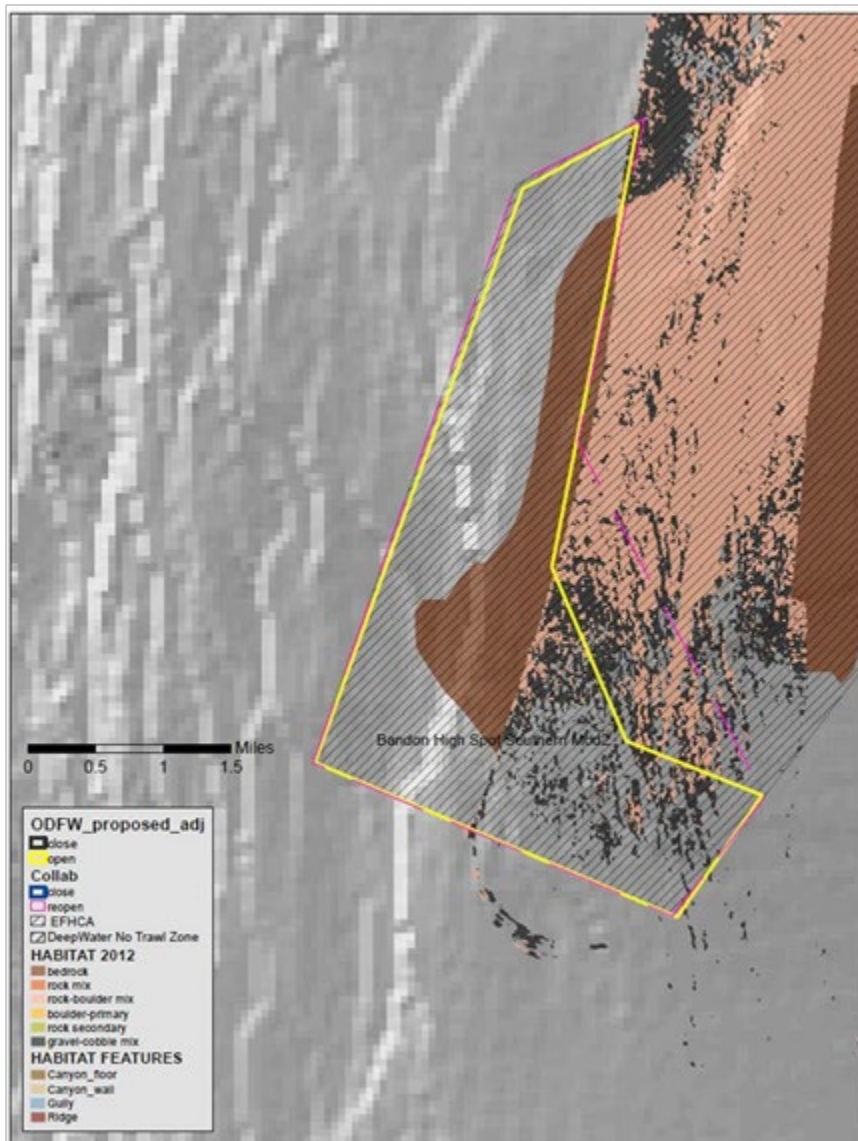 Bandon High Spot Southern Mod2
Miles
0 0.5 1 1.5
ODFW_proposed_adj
close
open
Collab
close
reopen
EFHCA
DeepWater No Trawl Zone
HABITAT 2012
bedrock
rock mix
rock-boulder mix
boulder-primary
rock secondary
gravel-cobble mix
HABITAT FEATURES
Canyon_floor
Canyon_wall
Gully
Ridge